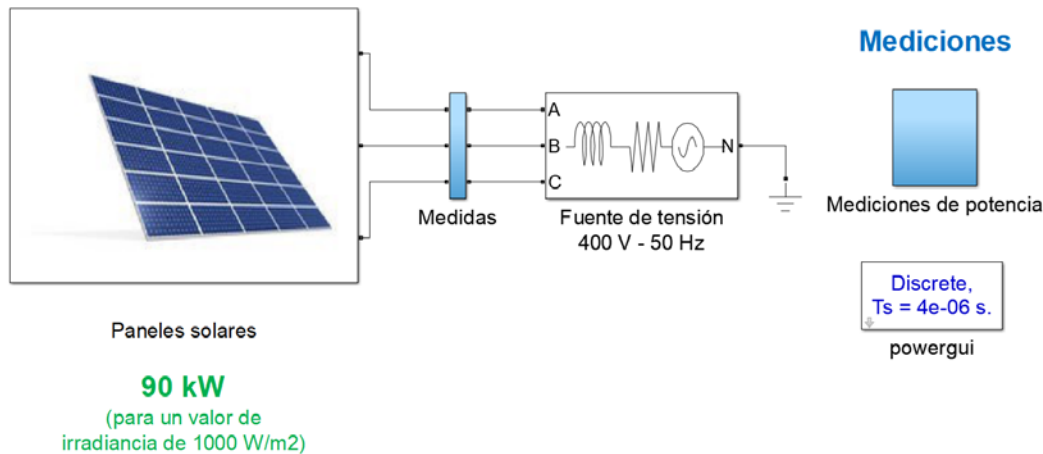 Mediciones
A
B
C
N
Medidas
Fuente de tensión
400 V - 50 Hz
Mediciones de potencia
Discrete,
Ts = 4e-06 s.
powergui
Paneles solares
90 kW
(para un valor de
irradiancia de 1000 W/m2)